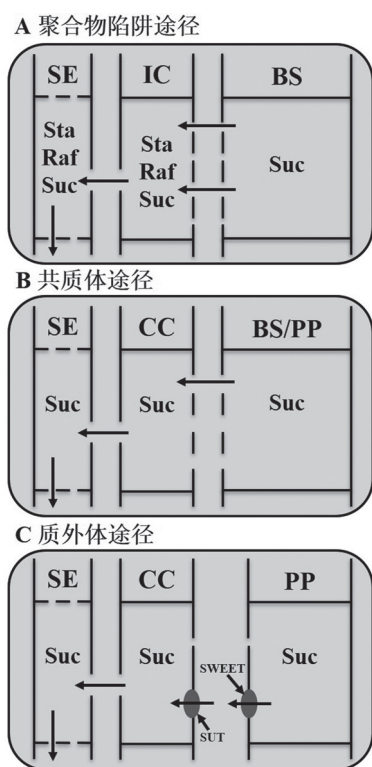 A 聚合物陷阱途径
SE IC BS
Sta
Raf
Suc
Sta
Raf
Suc
Suc
B 共质体途径
SE CC BS/PP
Suc Suc Suc
C 质外体途径
SE CC PP
Suc Suc Suc
SWEET
SUT